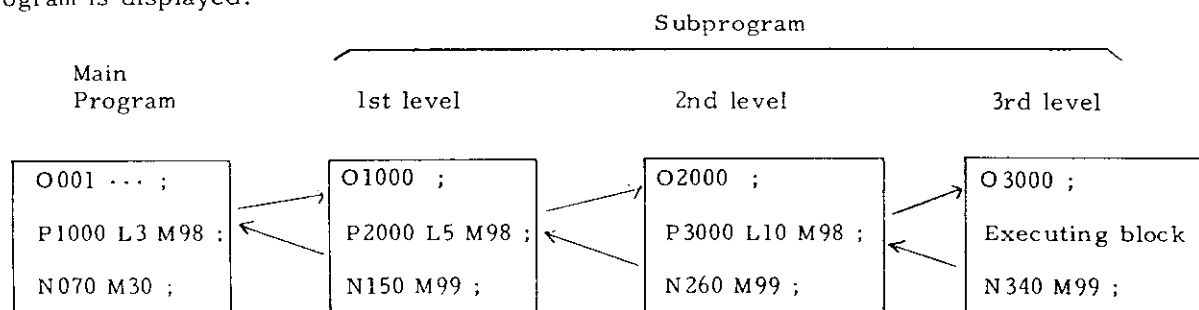 ogram is displayed.
Subprogram
Main
Program
1st level
2nd level
3rd level
O001 ··· ;
P1000 L3 M98 ;
N070 M30 ;
O1000 ;
P2000 L5 M98 ;
N150 M99 ;
O2000 ;
P3000 L10 M98 ;
N260 M99 ;
O3000 ;
Executing block
N340 M99 ;